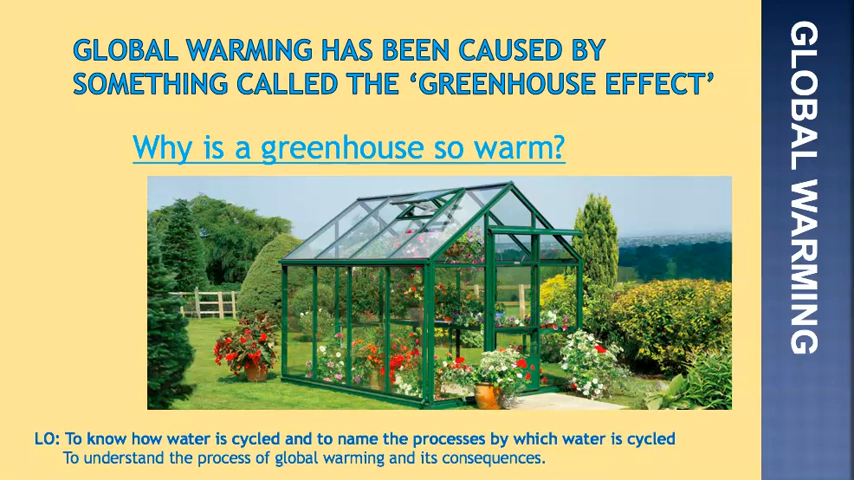 GLOBAL WARMING HAS BEEN CAUSED BY
SOMETHING CALLED THE ‘GREENHOUSE EFFECT’
Why is a greenhouse so warm?
LO: To know how water is cycled and to name the processes by which water is cycled
To understand the process of global warming and its consequences.
GLOBAL WARMING